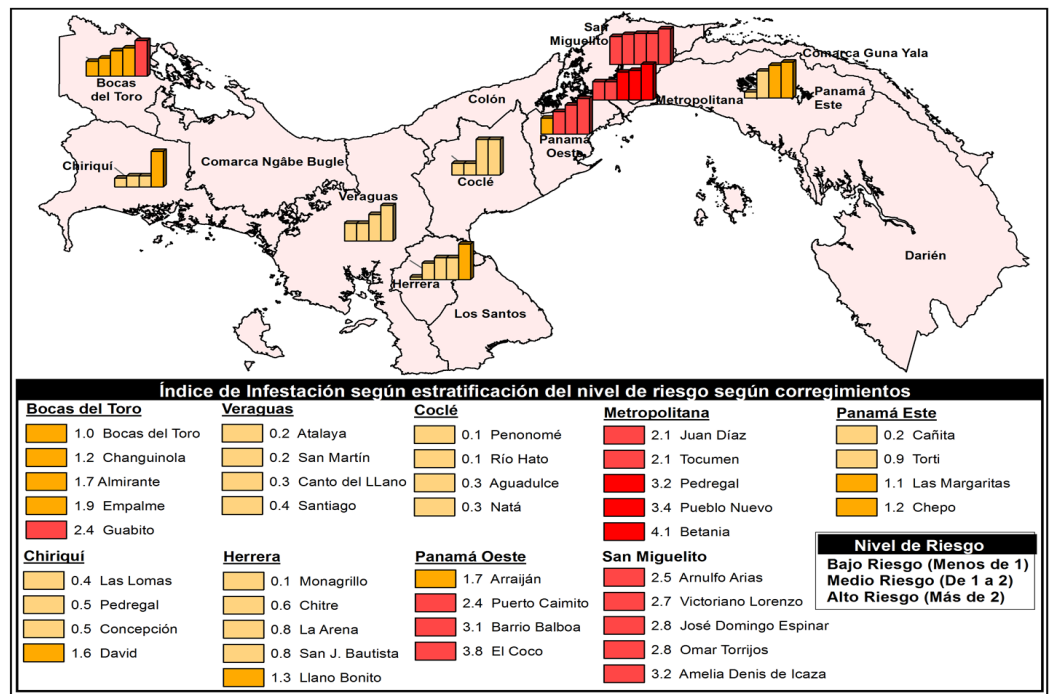 San
Miguelito
Comarca Guna Yala
Bocas
del Toro
Colón
Metropolitana
Panamá
Este
Panamá
Oeste
Chiriquí
Comarca Ngâbe Bugle
Coclé
Veraguas
Darién
Herrera
Los Santos
Índice de Infestación según estratificación del nivel de riesgo según corregimientos
Bocas del Toro
1.0 Bocas del Toro
1.2 Changuinola
1.7 Almirante
1.9 Empalme
2.4 Guabito
Veraguas
0.2 Atalaya
0.2 San Martín
0.3 Canto del LLano
0.4 Santiago
Coclé
0.1 Penonomé
0.1 Río Hato
0.3 Aguadulce
0.3 Natá
Metropolitana
2.1 Juan Díaz
2.1 Tocumen
3.2 Pedregal
3.4 Pueblo Nuevo
4.1 Betania
Panamá Este
0.2 Cañita
0.9 Torti
1.1 Las Margaritas
1.2 Chepo
Chiriquí
0.4 Las Lomas
0.5 Pedregal
0.5 Concepción
1.6 David
Herrera
0.1 Monagrillo
0.6 Chitre
0.8 La Arena
0.8 San J. Bautista
1.3 Llano Bonito
Panamá Oeste
1.7 Arraiján
2.4 Puerto Caimito
3.1 Barrio Balboa
3.8 El Coco
San Miguelito
2.5 Arnulfo Arias
2.7 Victoriano Lorenzo
2.8 José Domingo Espinar
2.8 Omar Torrijos
3.2 Amelia Denis de Icaza
Nivel de Riesgo
Bajo Riesgo (Menos de 1)
Medio Riesgo (De 1 a 2)
Alto Riesgo (Más de 2)